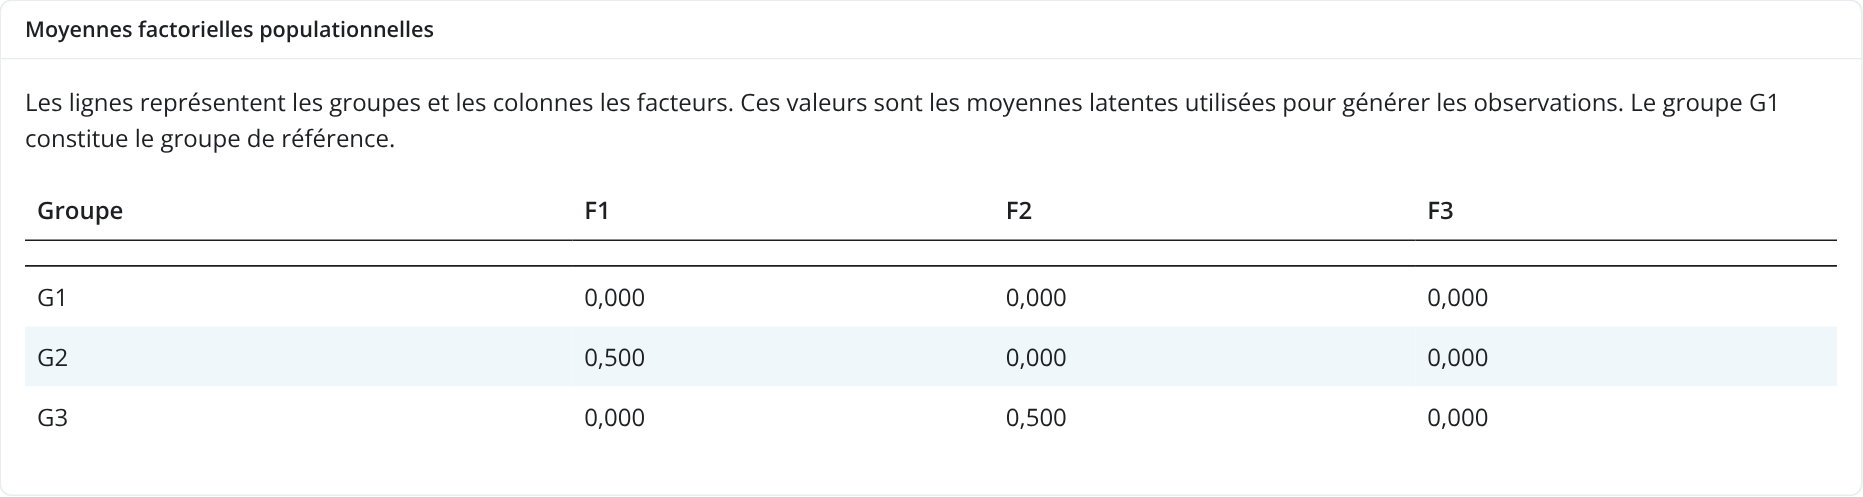 Moyennes factorielles populationnelles
Les lignes représentent les groupes et les colonnes les facteurs. Ces valeurs sont les moyennes latentes utilisées pour générer les observations. Le groupe G1
constitue le groupe de référence.
Groupe F1 F2 F3
G1 0,000 0,000 0,000
G2 0,500 0,000 0,000
G3 0,000 0,500 0,000